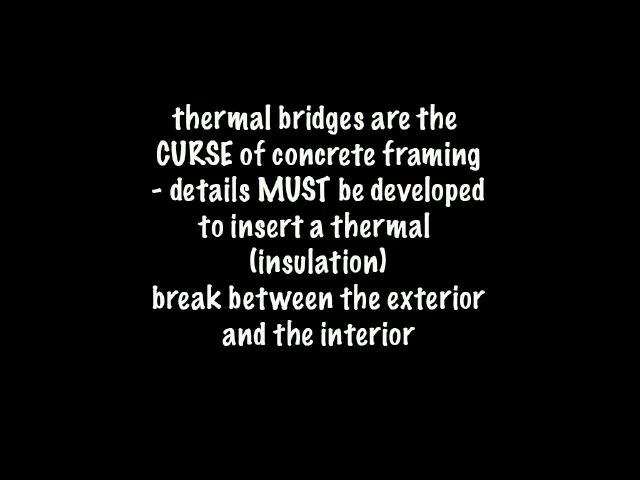 thermal bridges are the
CURSE of concrete framing
- details MUST be developed
to insert a thermal
(insulation)
break between the exterior
and the interior